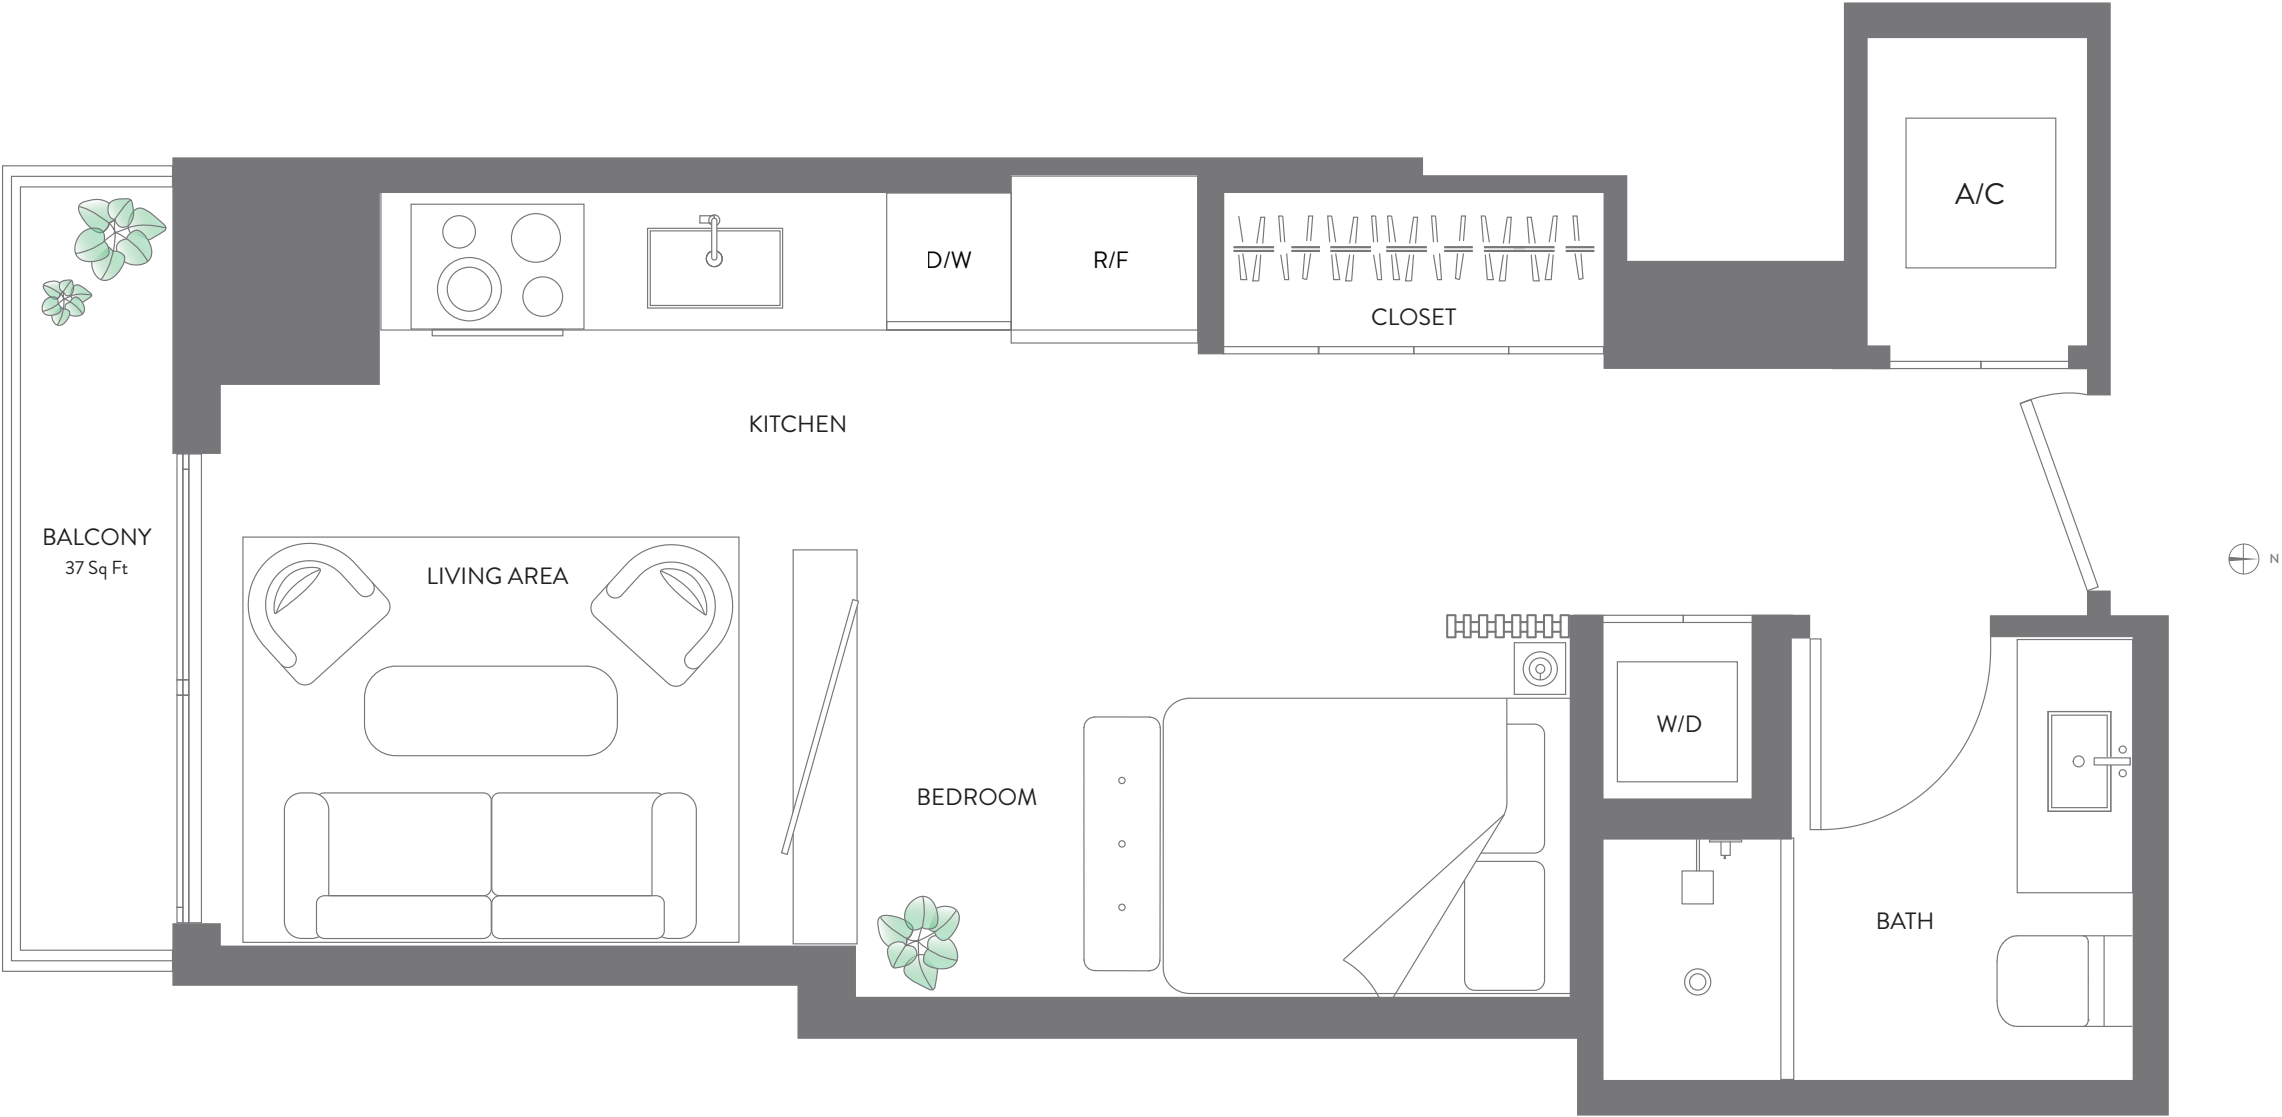 A/C
D/W
R/F
CLOSET
KITCHEN
BALCONY
37 Sq Ft
LIVING AREA
N
W/D
BEDROOM
BATH